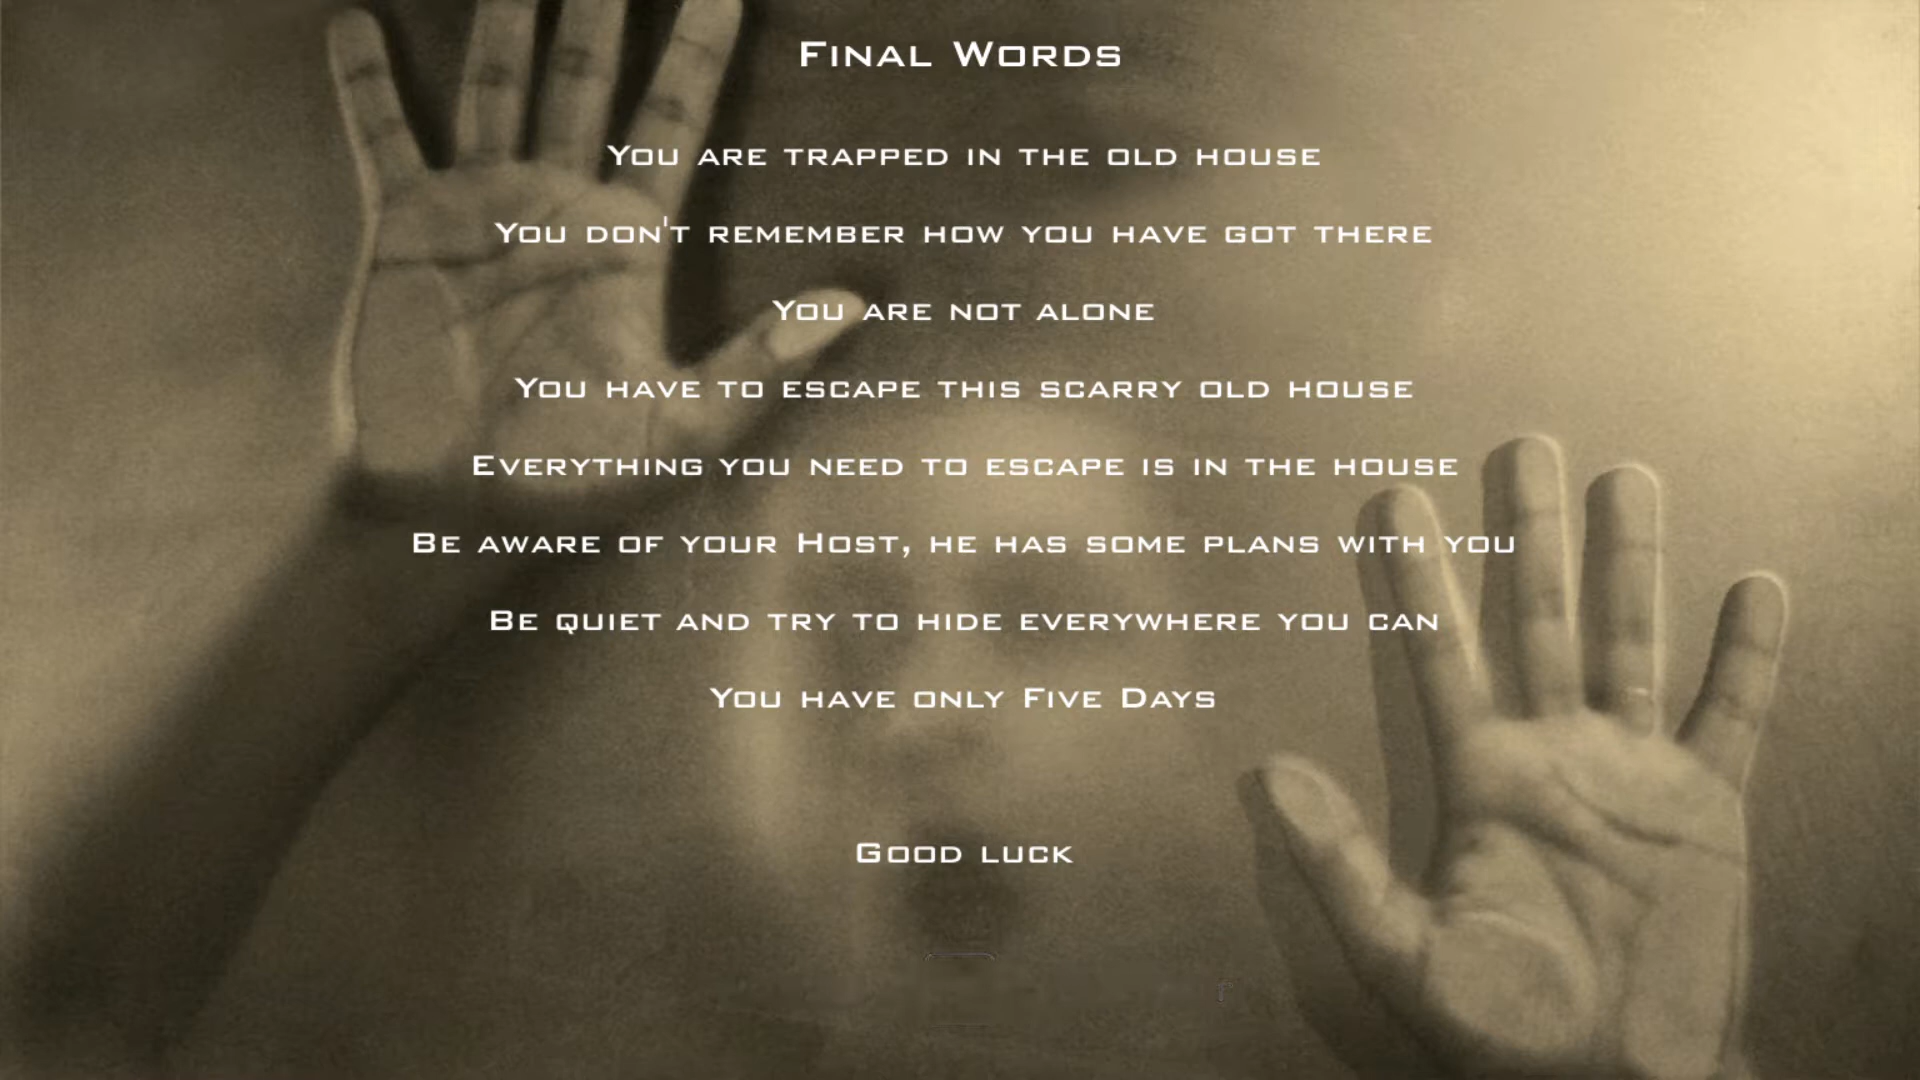 Final Words
You are trapped in the old house
You don't remember how you have got there
You are not alone
You have to escape this scarry old house
Everything you need to escape is in the house
Be aware of your Host, he has some plans with you
Be quiet and try to hide everywhere you can
You have only Five Days
Good luck